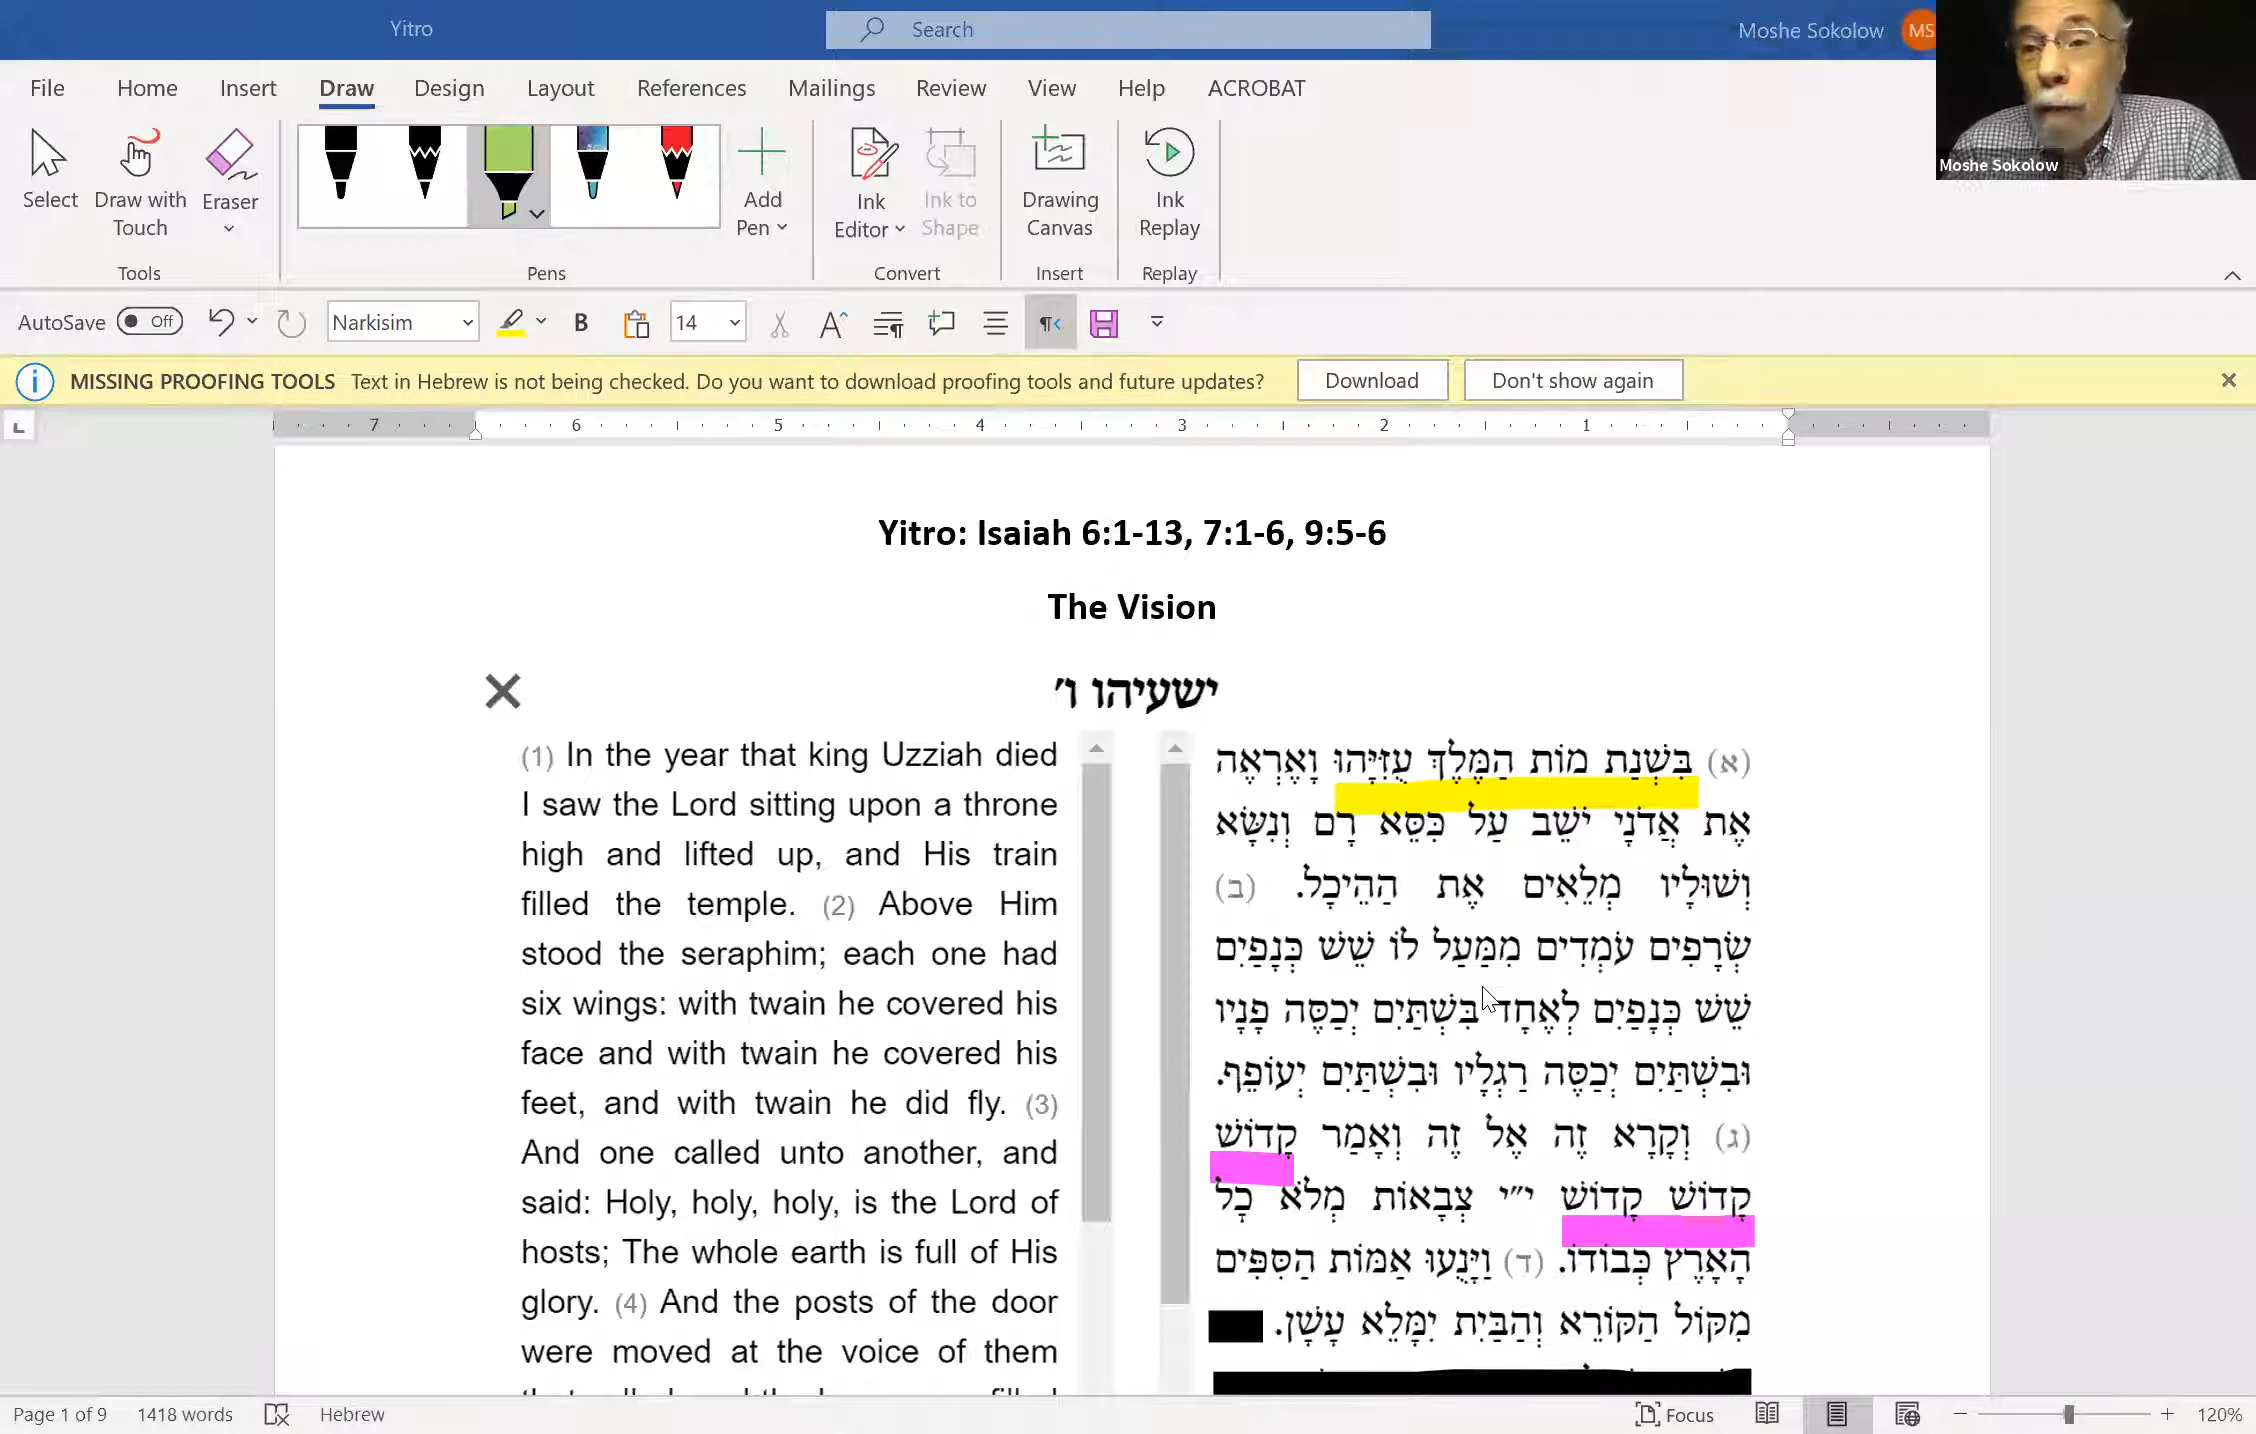 Yitro
Search
Moshe Sokolow
MS
File Home Insert Draw Design Layout References Mailings Review View Help ACROBAT
Moshe Sokolow
Select
Draw with Touch
Eraser
Add Pen
Ink Editor
Ink to Shape
Drawing Canvas
Ink Replay
Tools
Pens
Convert
Insert
Replay
AutoSave Off Narkisim B 14
MISSING PROOFING TOOLS Text in Hebrew is not being checked. Do you want to download proofing tools and future updates? Download Don't show again
7 6 5 4 3 2 1
Yitro: Isaiah 6:1-13, 7:1-6, 9:5-6
The Vision
ישעיהו ו׳
(1) In the year that king Uzziah died
I saw the Lord sitting upon a throne
high and lifted up, and His train
filled the temple. (2) Above Him
stood the seraphim; each one had
six wings: with twain he covered his
face and with twain he covered his
feet, and with twain he did fly. (3)
And one called unto another, and
said: Holy, holy, holy, is the Lord of
hosts; The whole earth is full of His
glory. (4) And the posts of the door
were moved at the voice of them
(א) בִּשְׁנַת מוֹת הַמֶּלֶךְ עֻזִּיָּהוּ וָאֶרְאֶה
אֶת אֲדֹנָי יֹשֵׁב עַל כִּסֵּא רָם וְנִשָּׂא
וְשׁוּלָיו מְלֵאִים אֶת הַהֵיכָל. (ב)
שְׂרָפִים עֹמְדִים מִמַּעַל לוֹ שֵׁשׁ כְּנָפַיִם
שֵׁשׁ כְּנָפַיִם לְאֶחָד בִּשְׁתַּיִם יְכַסֶּה פָנָיו
וּבִשְׁתַּיִם יְכַסֶּה רַגְלָיו וּבִשְׁתַּיִם יְעוֹפֵף.
(ג) וְקָרָא זֶה אֶל זֶה וְאָמַר קָדוֹשׁ
קָדוֹשׁ קָדוֹשׁ י״י צְבָאוֹת מְלֹא כָל
הָאָרֶץ כְּבוֹדוֹ. (ד) וַיָּנֻעוּ אַמּוֹת הַסִּפִּים
מִקּוֹל הַקּוֹרֵא וְהַבַּיִת יִמָּלֵא עָשָׁן.
Page 1 of 9 1418 words Hebrew Focus 120%